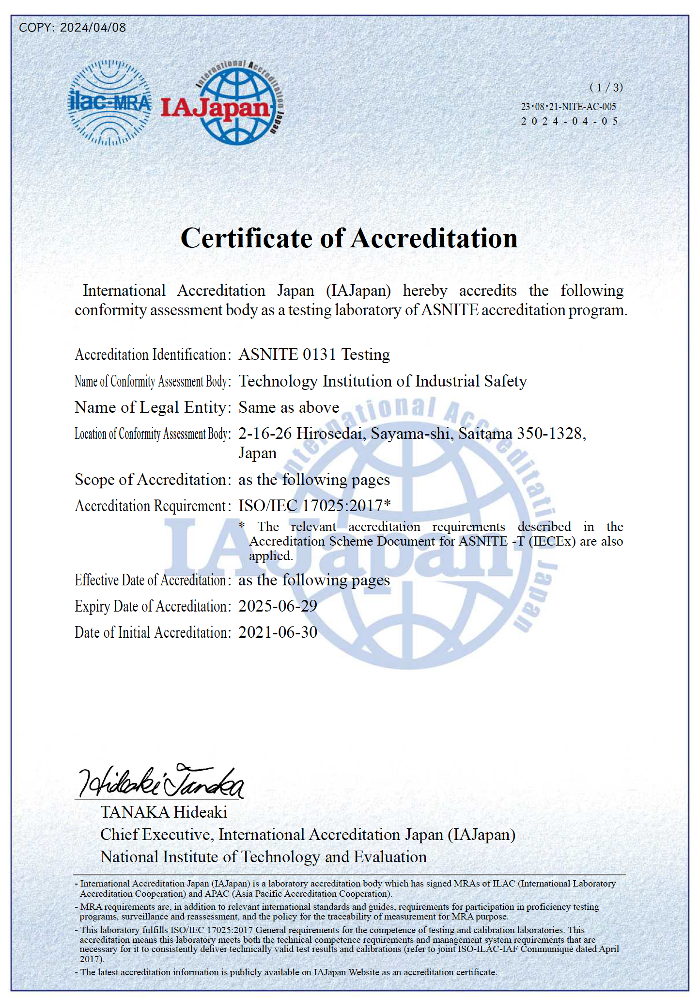 COPY: 2024/04/08
ilac-MRA
International Accreditation Japan
IAJapan
( 1 / 3)
23・08・21-NITE-AC-005
2024-04-05
Certificate of Accreditation
International Accreditation Japan (IAJapan) hereby accredits the following
conformity assessment body as a testing laboratory of ASNITE accreditation program.
Accreditation Identification: ASNITE 0131 Testing
Name of Conformity Assessment Body: Technology Institution of Industrial Safety
Name of Legal Entity: Same as above
Location of Conformity Assessment Body: 2-16-26 Hirosedai, Sayama-shi, Saitama 350-1328,
Japan
Scope of Accreditation: as the following pages
Accreditation Requirement: ISO/IEC 17025:2017*
* The relevant accreditation requirements described in the
Accreditation Scheme Document for ASNITE -T (IECEx) are also
applied.
Effective Date of Accreditation: as the following pages
Expiry Date of Accreditation: 2025-06-29
Date of Initial Accreditation: 2021-06-30
International Accreditation Japan
IAJapan
Hideaki Tanaka
TANAKA Hideaki
Chief Executive, International Accreditation Japan (IAJapan)
National Institute of Technology and Evaluation
- International Accreditation Japan (IAJapan) is a laboratory accreditation body which has signed MRAs of ILAC (International Laboratory
Accreditation Cooperation) and APAC (Asia Pacific Accreditation Cooperation).
- MRA requirements are, in addition to relevant international standards and guides, requirements for participation in proficiency testing
programs, surveillance and reassessment, and the policy for the traceability of measurement for MRA purpose.
- This laboratory fulfills ISO/IEC 17025:2017 General requirements for the competence of testing and calibration laboratories. This
accreditation means this laboratory meets both the technical competence requirements and management system requirements that are
necessary for it to consistently deliver technically valid test results and calibrations (refer to joint ISO-ILAC-IAF Communiqué dated April
2017).
- The latest accreditation information is publicly available on IAJapan Website as an accreditation certificate.